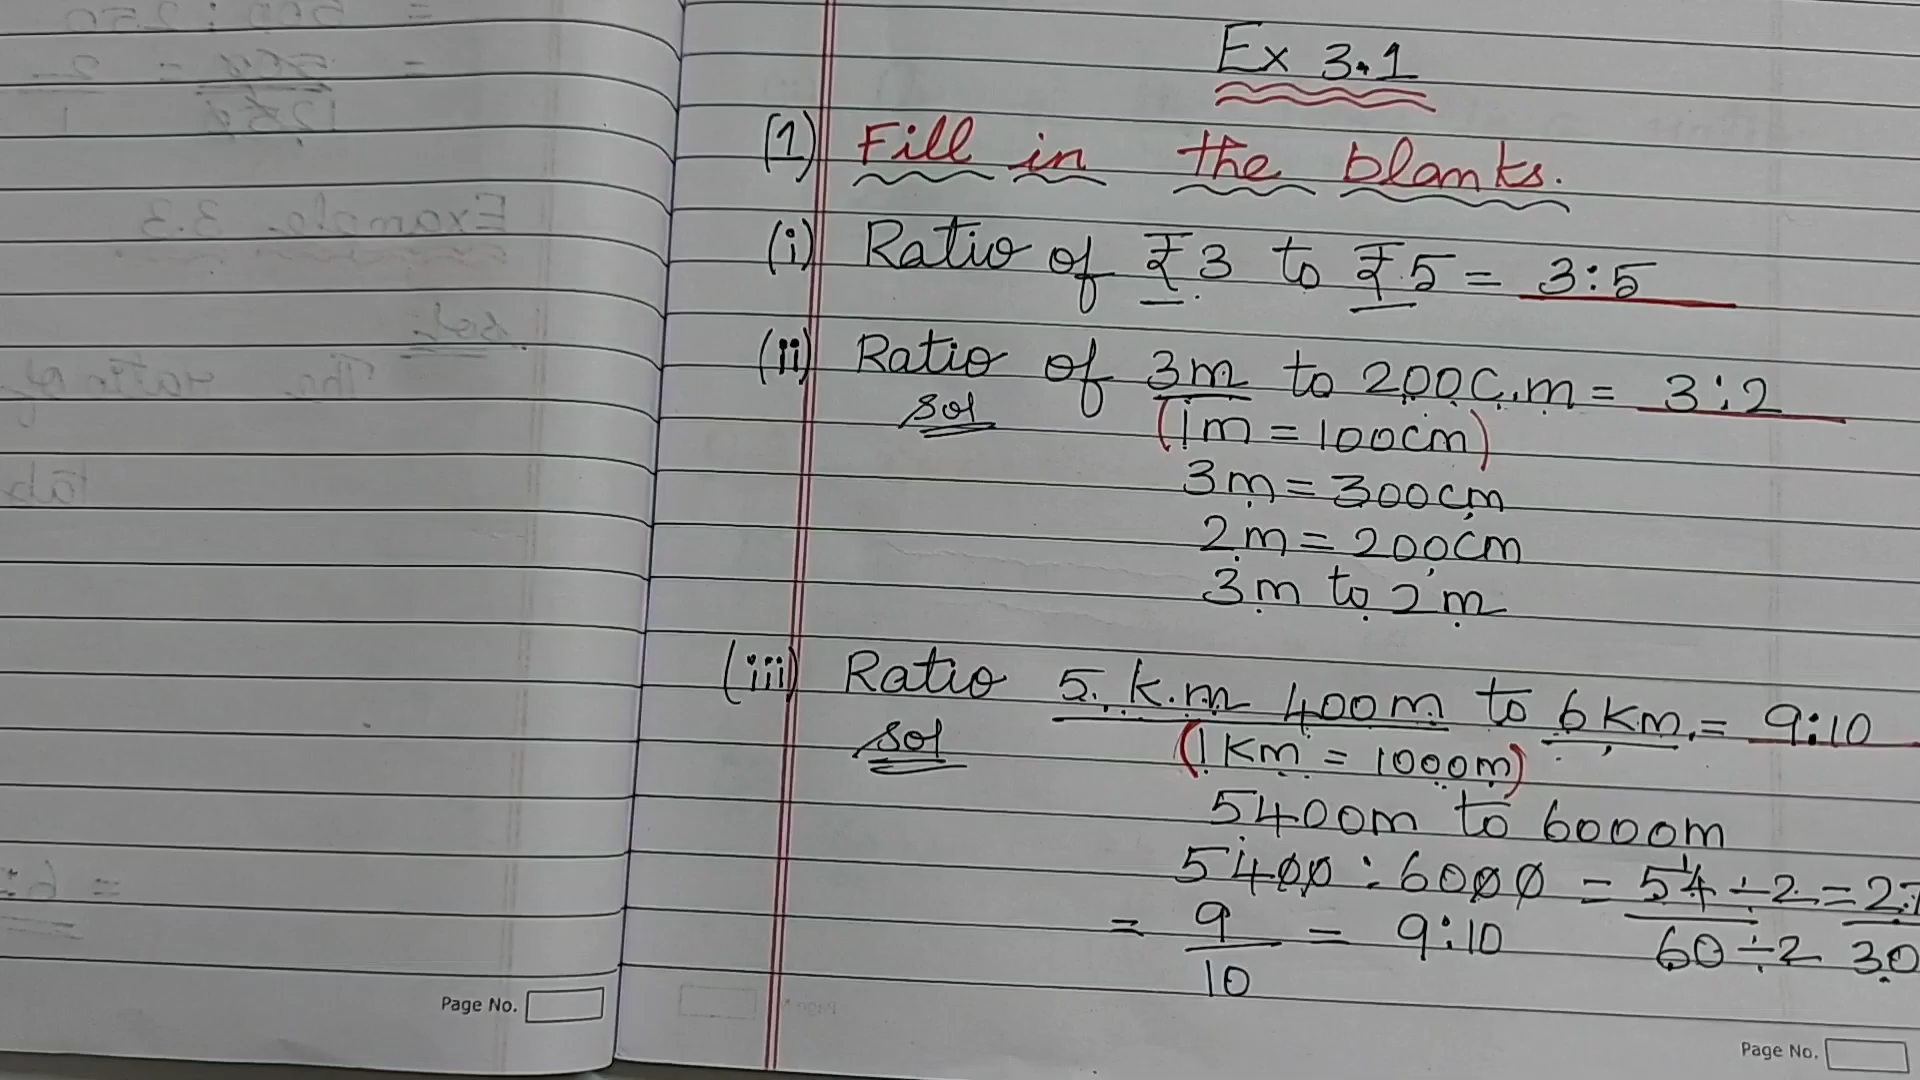 Ex 3.1
(1) Fill in the blanks.
(i) Ratio of ₹3 to ₹5 = 3:5
(ii) Ratio of 3m to 200c.m = 3:2
sol (1m = 100cm)
3m = 300cm
2m = 200cm
3m to 2m
(iii) Ratio 5.k.m 400m to 6km. = 9:10
sol (1km = 1000m)
5400m to 6000m
5400 : 6000 = 54÷2 = 27
60÷2 30
= 9 = 9:10
10
Page No.
Page No.